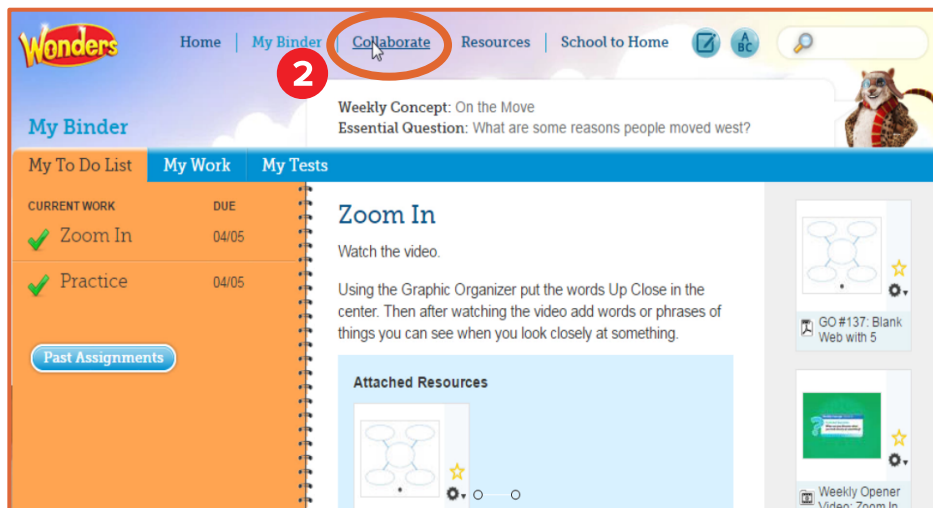 Wonders
Home | My Binder | Collaborate Resources | School to Home
A
BC
2
Weekly Concept: On the Move
Essential Question: What are some reasons people moved west?
My Binder
My To Do List My Work My Tests
CURRENT WORK DUE
Zoom In 04/05
Practice 04/05
Past Assignments
Zoom In
Watch the video.
Using the Graphic Organizer put the words Up Close in the
center. Then after watching the video add words or phrases of
things you can see when you look closely at something.
Attached Resources
GO #137: Blank
Web with 5
Weekly Opener
Video: Zoom In